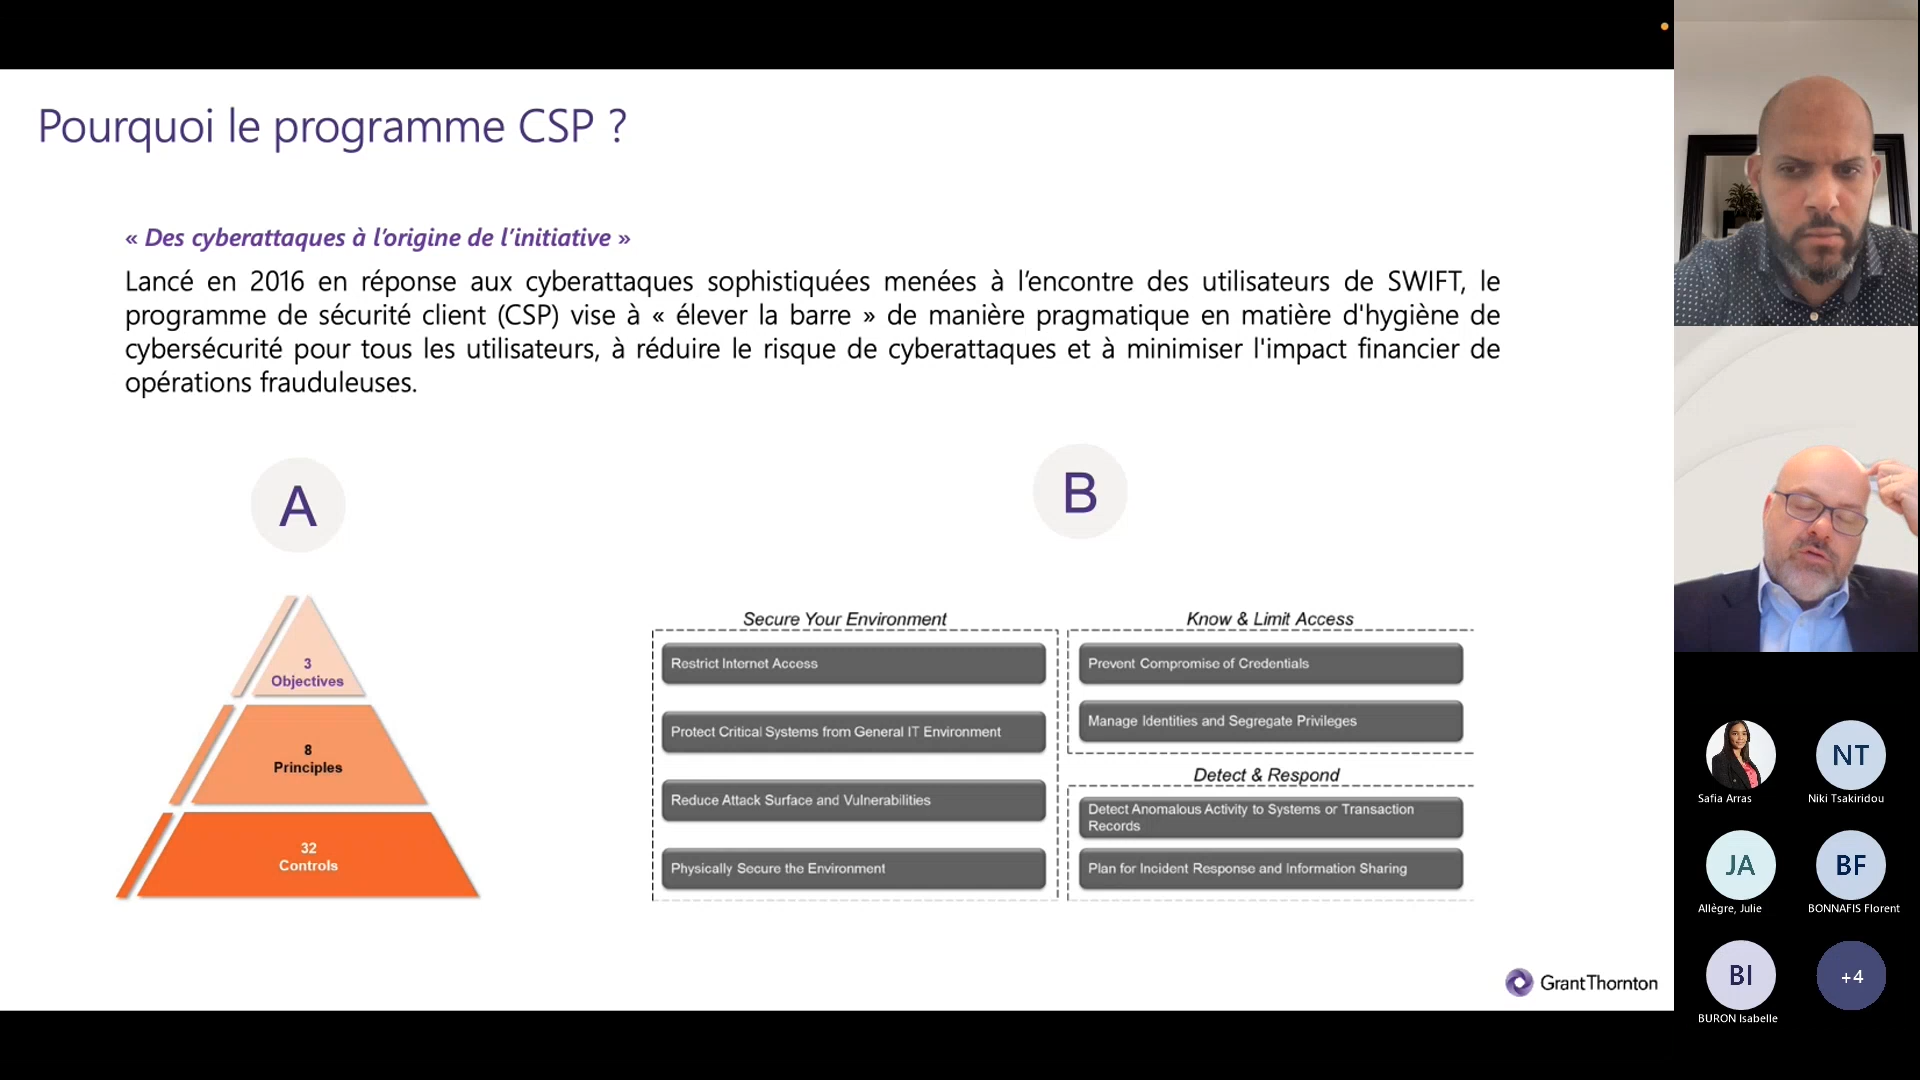 Pourquoi le programme CSP ?
« Des cyberattaques à l’origine de l’initiative »
Lancé en 2016 en réponse aux cyberattaques sophistiquées menées à l’encontre des utilisateurs de SWIFT, le
programme de sécurité client (CSP) vise à « élever la barre » de manière pragmatique en matière d'hygiène de
cybersécurité pour tous les utilisateurs, à réduire le risque de cyberattaques et à minimiser l'impact financier de
opérations frauduleuses.
A
3
Objectives
8
Principles
32
Controls
B
Secure Your Environment
Restrict Internet Access
Protect Critical Systems from General IT Environment
Reduce Attack Surface and Vulnerabilities
Physically Secure the Environment
Know & Limit Access
Prevent Compromise of Credentials
Manage Identities and Segregate Privileges
Detect & Respond
Detect Anomalous Activity to Systems or Transaction
Records
Plan for Incident Response and Information Sharing
GrantThornton
Safia Arras
NT
Niki Tsakiridou
JA
Allègre, Julie
BF
BONNAFIS Florent
BI
BURON Isabelle
+4